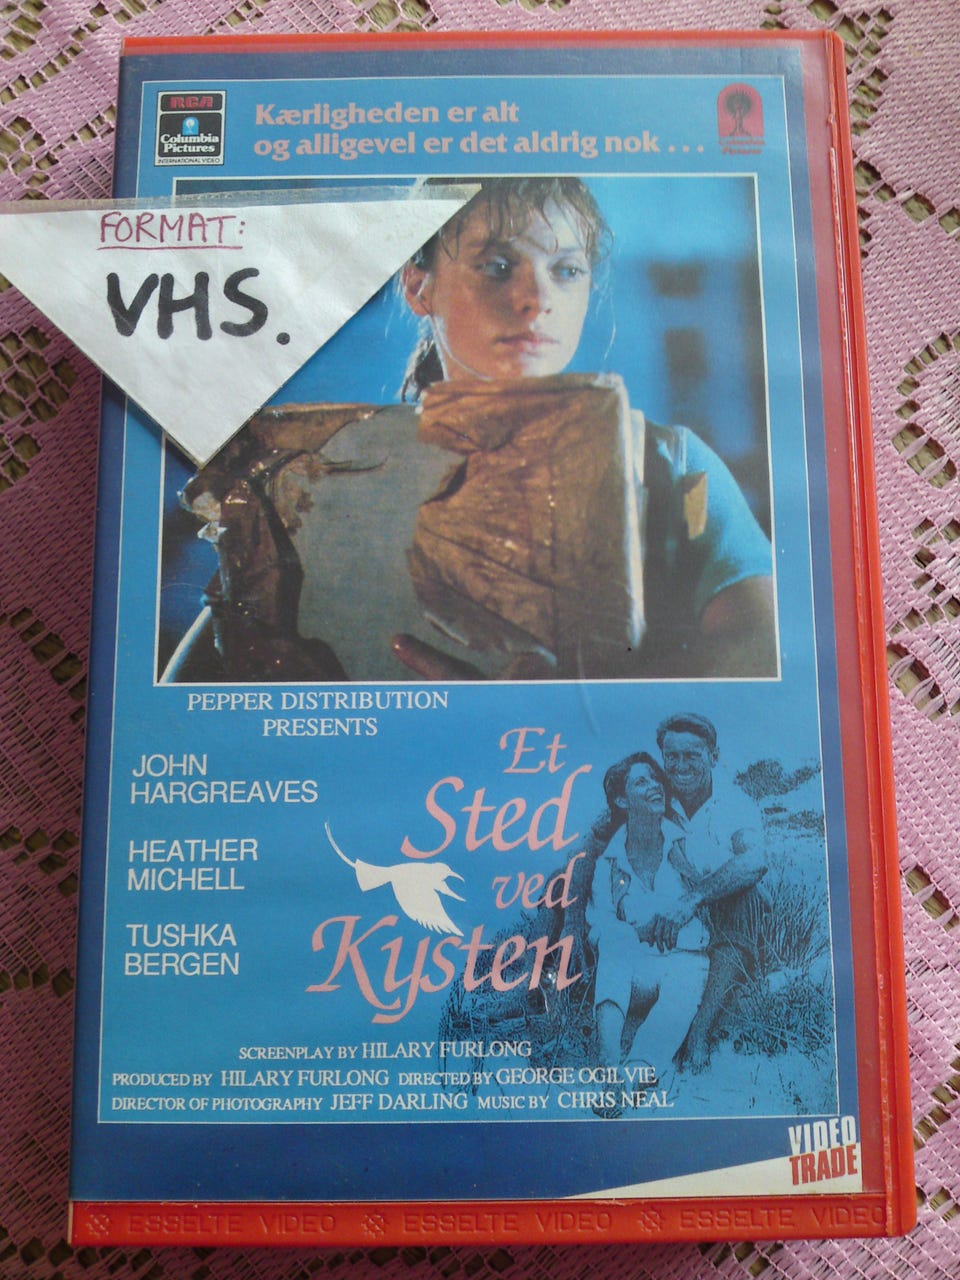 RCA
Columbia
Pictures
INTERNATIONAL VIDEO
Kærligheden er alt
og alligevel er det aldrig nok . . .
Columbia
Pictures
FORMAT:
VHS.
PEPPER DISTRIBUTION
PRESENTS
JOHN
HARGREAVES
HEATHER
MICHELL
TUSHKA
BERGEN
Et
Sted
ved
Kysten
SCREENPLAY BY HILARY FURLONG
PRODUCED BY HILARY FURLONG DIRECTED BY GEORGE OGILVIE
DIRECTOR OF PHOTOGRAPHY JEFF DARLING MUSIC BY CHRIS NEAL
VIDEO
TRADE
ESSELTE VIDEO ESSELTE VIDEO ESSELTE VIDEO